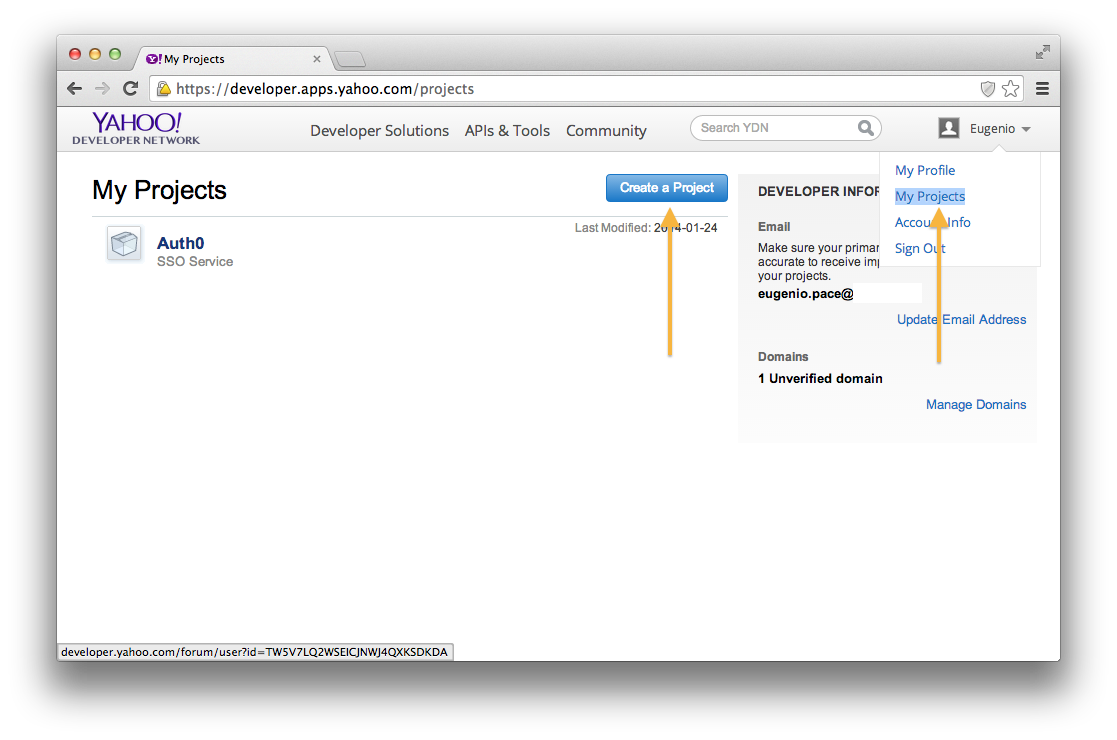 Y! My Projects
https://developer.apps.yahoo.com/projects
YAHOO!
DEVELOPER NETWORK
Developer Solutions APIs & Tools Community
Search YDN
Eugenio
My Profile
My Projects
Account Info
Sign Out
My Projects
Create a Project
Last Modified: 2014-01-24
Auth0
SSO Service
DEVELOPER INFOR
Email
Make sure your primar
accurate to receive imp
your projects.
eugenio.pace@
Update Email Address
Domains
1 Unverified domain
Manage Domains
developer.yahoo.com/forum/user?id=TW5V7LQ2WSEICJNWJ4QXKSDKDA